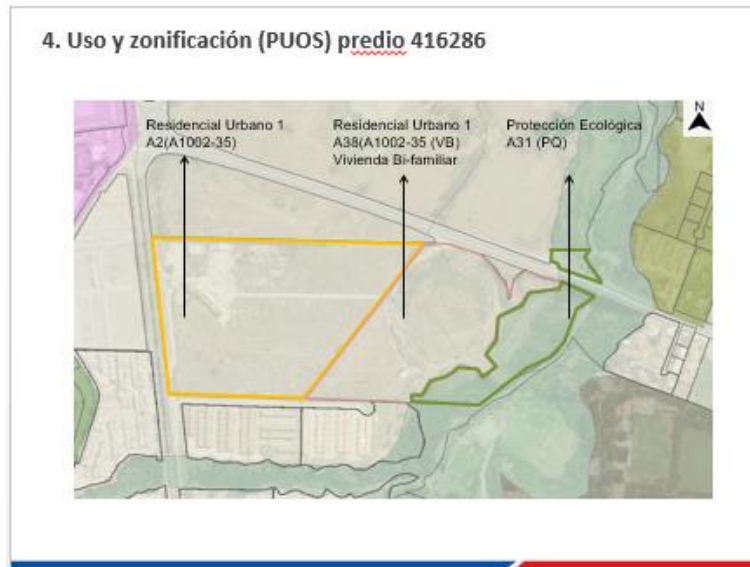 4. Uso y zonificación (PUOS) predio 416286
Residencial Urbano 1
A2(A1002-35)
Residencial Urbano 1
A38(A1002-35 (VB)
Vivienda Bi-familiar
Protección Ecológica
A31 (PQ)
N